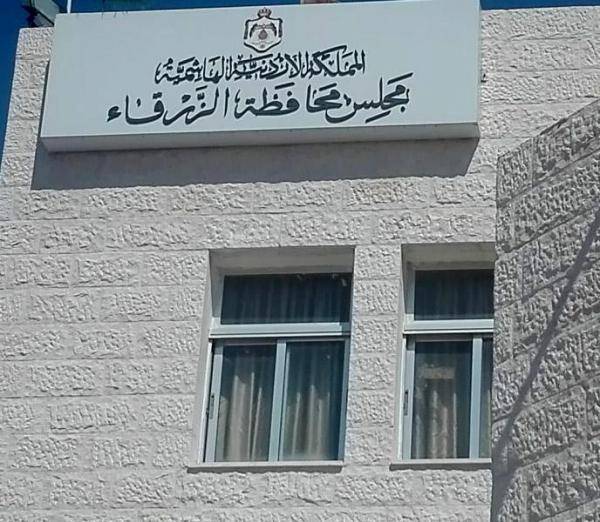 المملكة الأردنية الهاشمية
مجلس محافظة الزرقاء